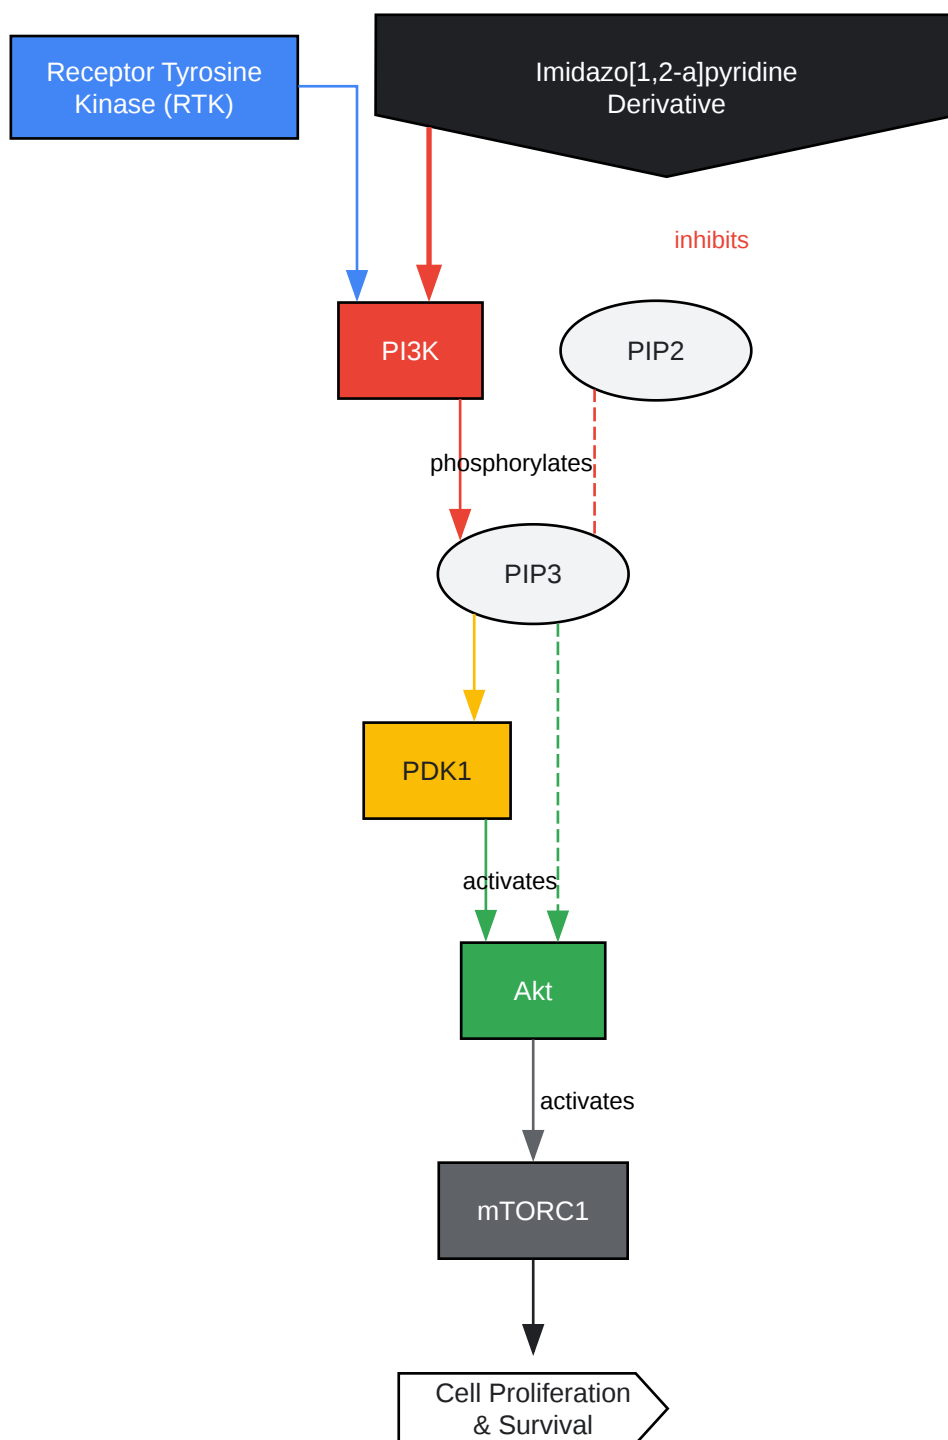 Receptor Tyrosine
Kinase (RTK)
Imidazo[1,2-a]pyridine
Derivative
inhibits
PI3K
PIP2
phosphorylates
PIP3
PDK1
activates
Akt
activates
mTORC1
Cell Proliferation
& Survival